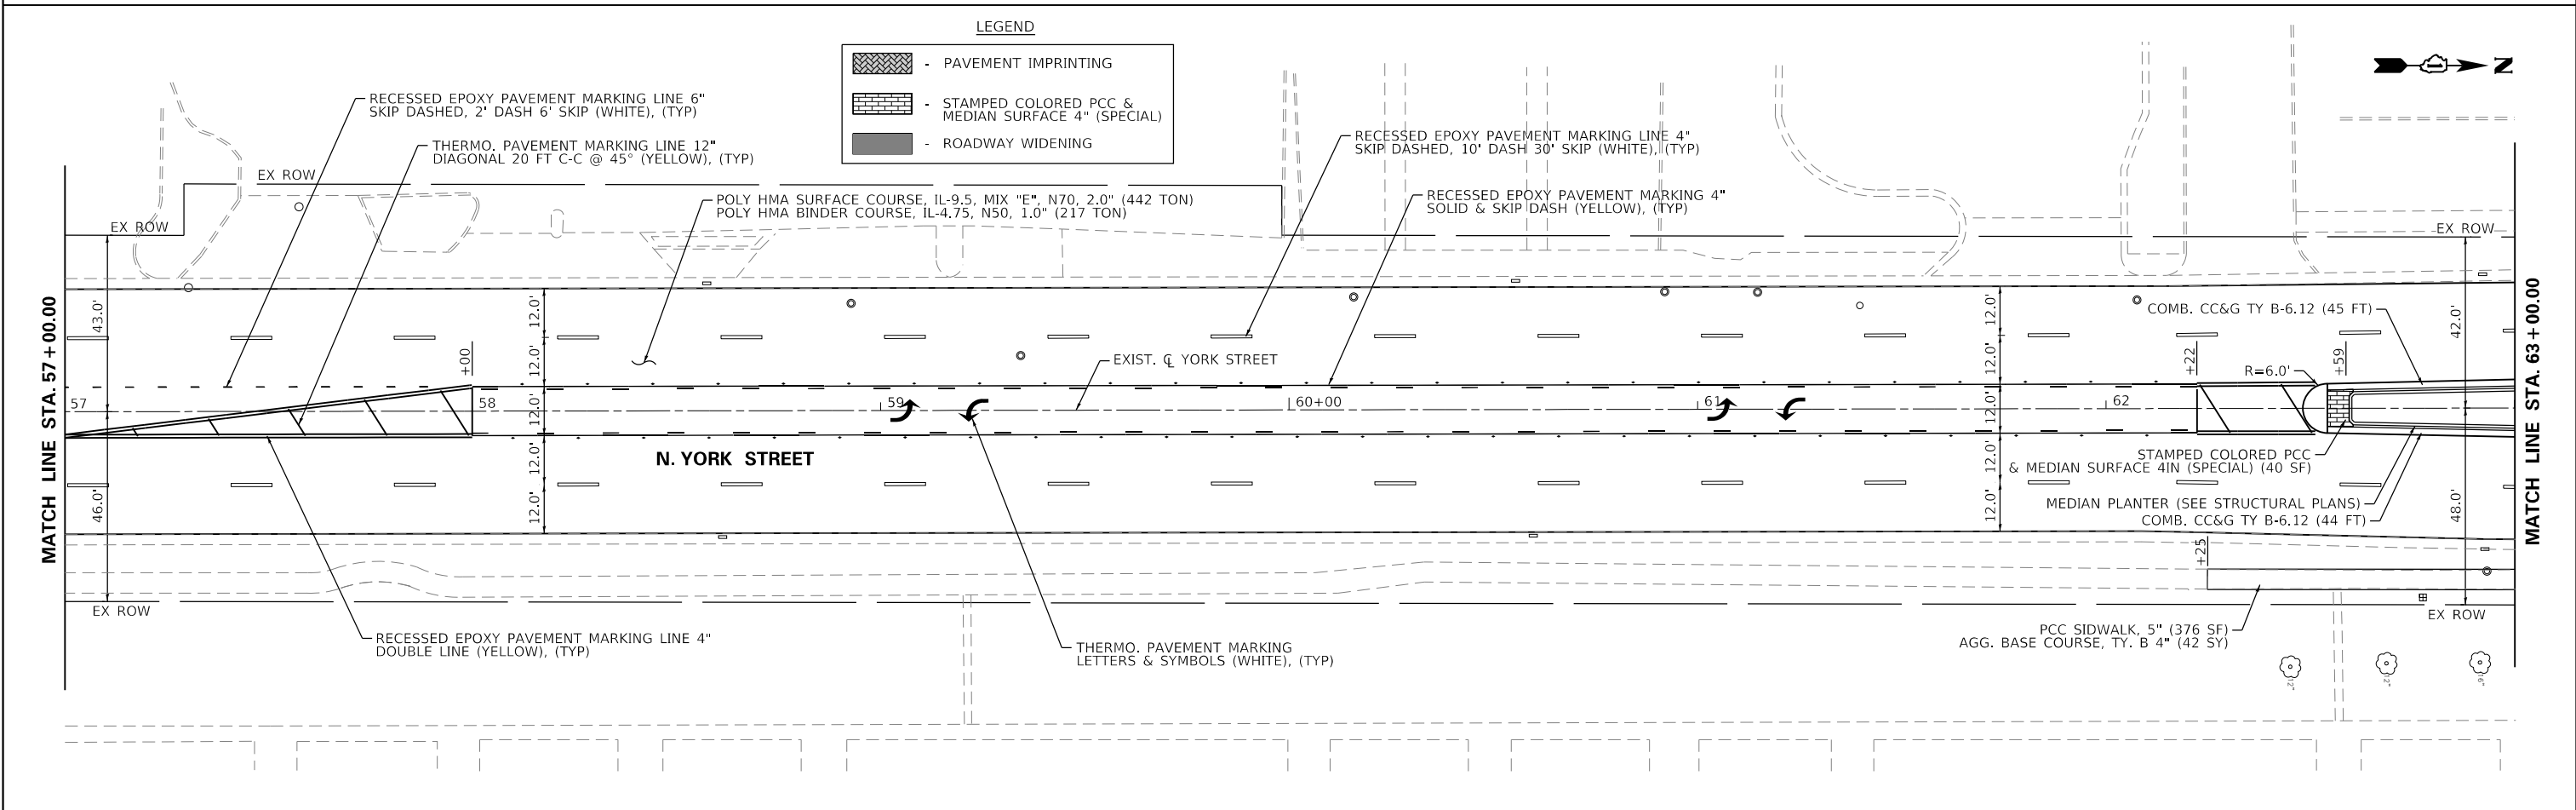 LEGEND
- PAVEMENT IMPRINTING
- STAMPED COLORED PCC &
MEDIAN SURFACE 4" (SPECIAL)
- ROADWAY WIDENING
N
RECESSED EPOXY PAVEMENT MARKING LINE 6"
SKIP DASHED, 2' DASH 6' SKIP (WHITE), (TYP)
THERMO. PAVEMENT MARKING LINE 12"
DIAGONAL 20 FT C-C @ 45° (YELLOW), (TYP)
RECESSED EPOXY PAVEMENT MARKING LINE 4"
SKIP DASHED, 10' DASH 30' SKIP (WHITE), (TYP)
EX ROW
POLY HMA SURFACE COURSE, IL-9.5, MIX "E", N70, 2.0" (442 TON)
POLY HMA BINDER COURSE, IL-4.75, N50, 1.0" (217 TON)
RECESSED EPOXY PAVEMENT MARKING 4"
SOLID & SKIP DASH (YELLOW), (TYP)
EX ROW
EX ROW
MATCH LINE STA. 57+00.00
43.0'
46.0'
12.0'
12.0'
12.0'
12.0'
12.0'
12.0'
12.0'
12.0'
12.0'
12.0'
COMB. CC&G TY B-6.12 (45 FT)
42.0'
48.0'
MATCH LINE STA. 63+00.00
+00
EXIST. ℄ YORK STREET
+22
+59
R=6.0'
57
58
59
60+00
61
62
N. YORK STREET
STAMPED COLORED PCC
& MEDIAN SURFACE 4IN (SPECIAL) (40 SF)
MEDIAN PLANTER (SEE STRUCTURAL PLANS)
COMB. CC&G TY B-6.12 (44 FT)
+25
EX ROW
EX ROW
RECESSED EPOXY PAVEMENT MARKING LINE 4"
DOUBLE LINE (YELLOW), (TYP)
THERMO. PAVEMENT MARKING
LETTERS & SYMBOLS (WHITE), (TYP)
PCC SIDWALK, 5" (376 SF)
AGG. BASE COURSE, TY. B 4" (42 SY)
12"
12"
16"